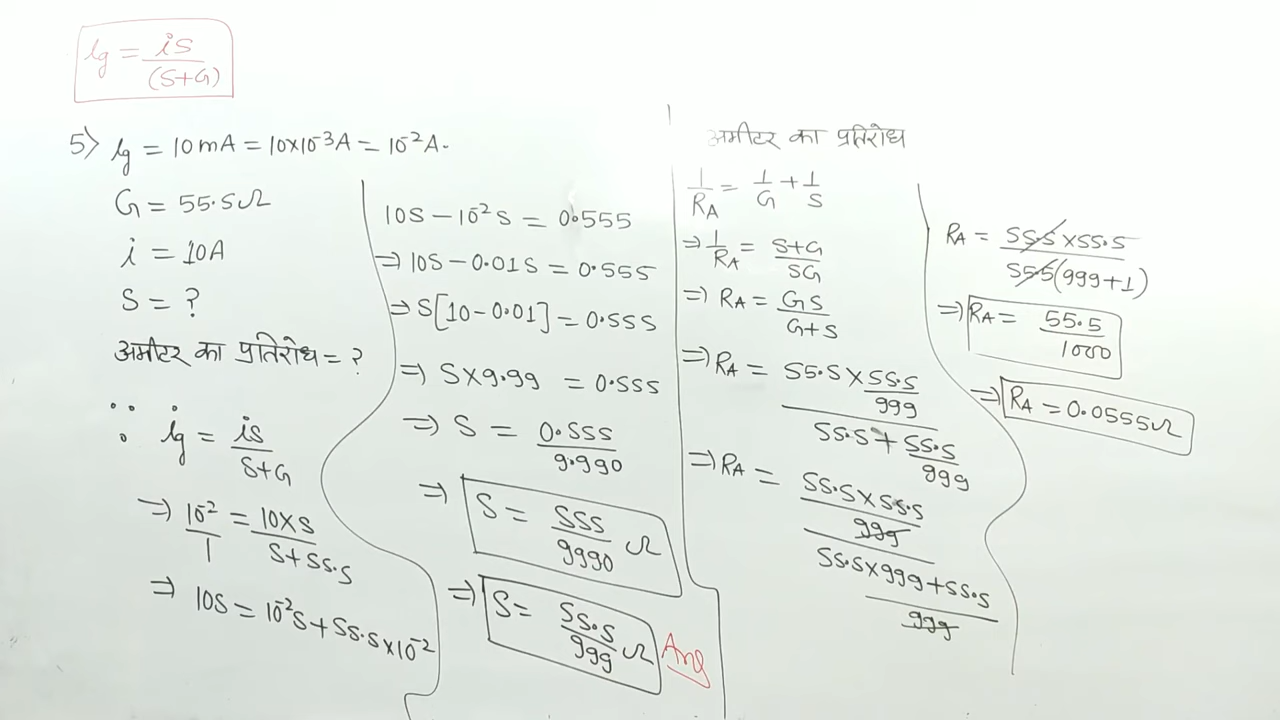 ig = iS/(S+G)
5> ig = 10mA = 10×10⁻³A = 10⁻²A.
G = 55.5Ω
i = 10A
S = ?
अमीटर का प्रतिरोध = ?
∵ ig = iS/S+G
⇒ 10⁻²/1 = 10×S/S+55.5
⇒ 10S = 10⁻²S + 55.5×10⁻²
10S − 10⁻²S = 0.555
⇒ 10S − 0.01S = 0.555
⇒ S[10 − 0.01] = 0.555
⇒ S×9.99 = 0.555
⇒ S = 0.555/9.990
⇒ S = 555/9990 Ω
⇒ S = 55.5/999 Ω Ans
अमीटर का प्रतिरोध
1/RA = 1/G + 1/S
⇒ 1/RA = S+G/SG
⇒ RA = GS/G+S
⇒ RA = 55.5×55.5/999/55.5+55.5/999
⇒ RA = 55.5×55.5/999/55.5×999+55.5/999
RA = 55.5×55.5/555(999+1)
⇒ RA = 55.5/1000
⇒ RA = 0.0555Ω